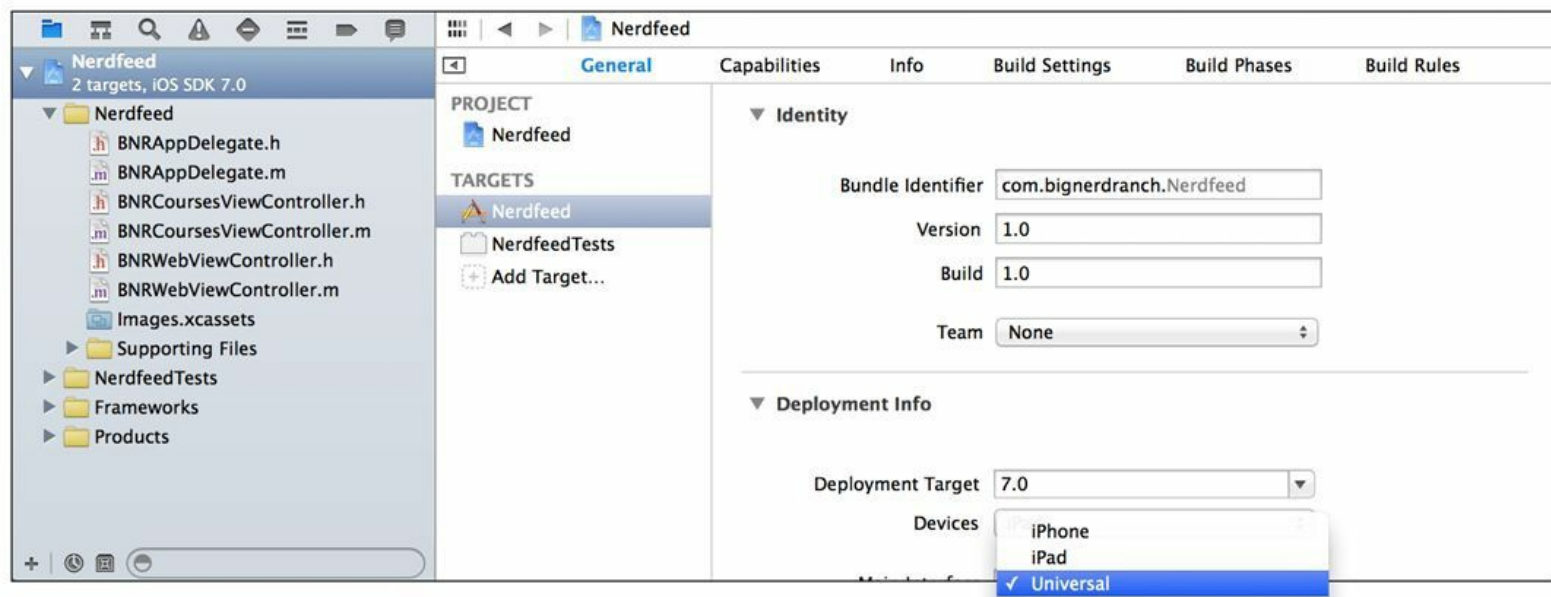 Nerdfeed
2 targets, iOS SDK 7.0
Nerdfeed
BNRAppDelegate.h
BNRAppDelegate.m
BNRCoursesViewController.h
BNRCoursesViewController.m
BNRWebViewController.h
BNRWebViewController.m
Images.xcassets
Supporting Files
NerdfeedTests
Frameworks
Products
Nerdfeed
General Capabilities Info Build Settings Build Phases Build Rules
PROJECT
Nerdfeed
TARGETS
Nerdfeed
NerdfeedTests
Add Target...
Identity
Bundle Identifier com.bignerdranch.Nerdfeed
Version 1.0
Build 1.0
Team None
Deployment Info
Deployment Target 7.0
Devices
iPhone
iPad
✓ Universal